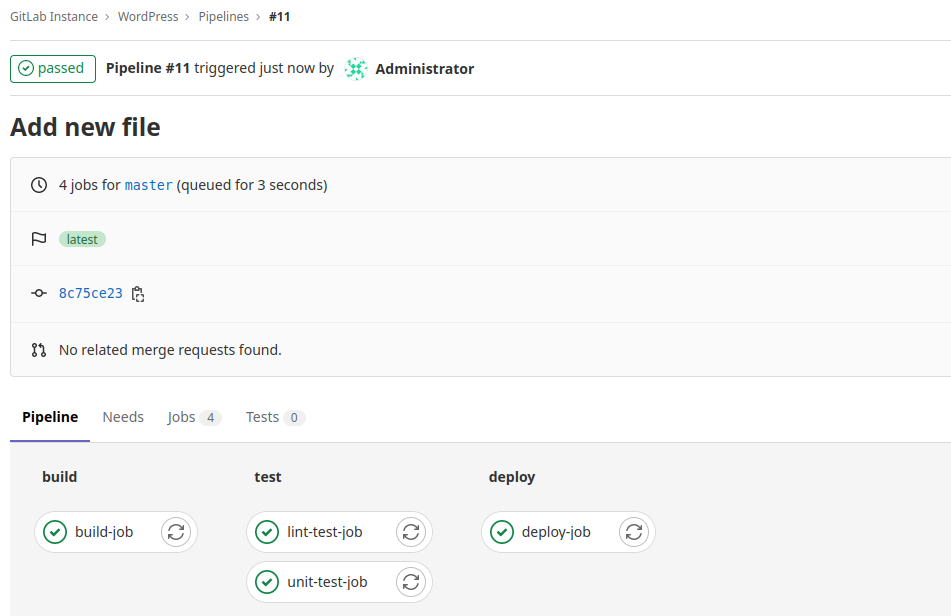 GitLab Instance › WordPress › Pipelines › #11
passed Pipeline #11 triggered just now by Administrator
Add new file
4 jobs for master (queued for 3 seconds)
latest
8c75ce23
No related merge requests found.
Pipeline Needs Jobs 4 Tests 0
build test deploy
build-job lint-test-job deploy-job
unit-test-job